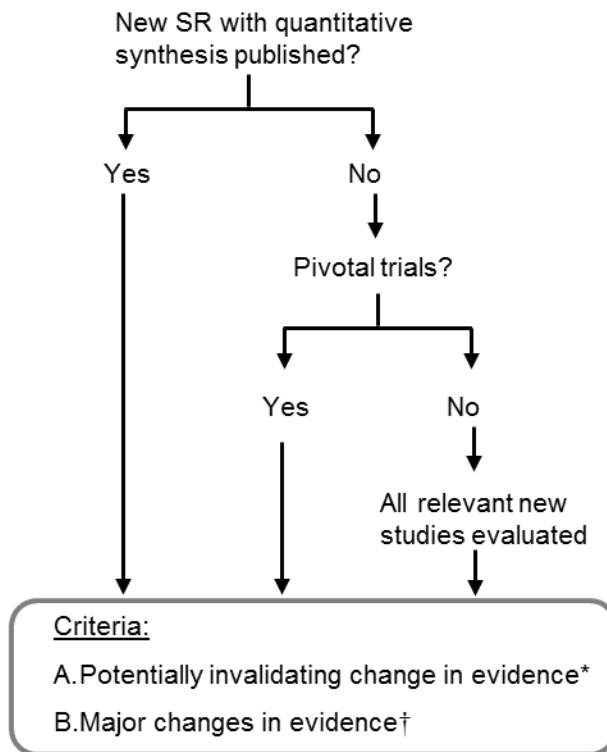 New SR with quantitative
synthesis published?
Yes
No
Pivotal trials?
Yes
No
All relevant new
studies evaluated
Criteria:
A.Potentially invalidating change in evidence*
B.Major changes in evidence†